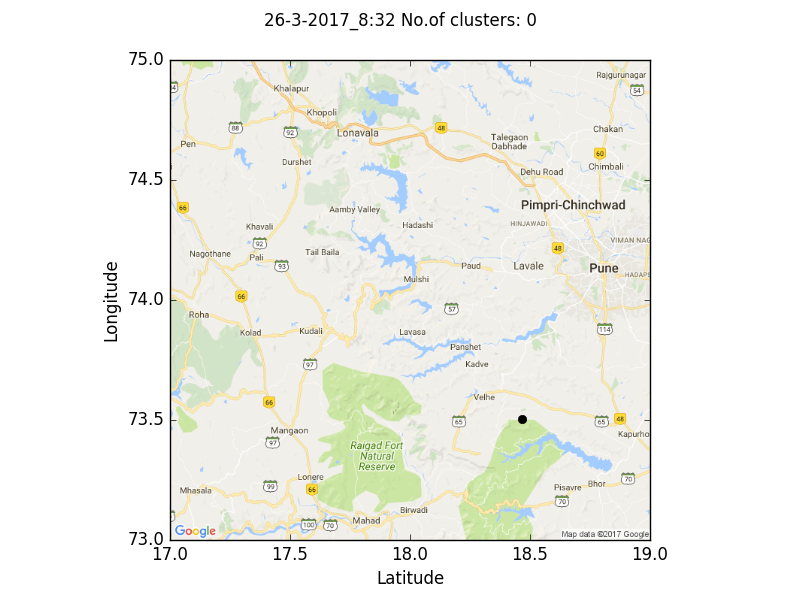 26-3-2017_8:32 No.of clusters: 0
75.0
74.5
74.0
73.5
73.0
Longitude
Rajgurunagar
54
54
Khalapur
Khopoli
88
92
Lonavala
48
Chakan
Pen
Talegaon
Dabhade
60
Durshet
Chimbali
Dehu Road
66
Aamby Valley
Pimpri-Chinchwad
Khavali
Hadashi
HINJAWADI
92
48
VIMAN NAG
Nagothane
Pali
Tail Baila
93
Paud
Lavale
Pune
HADAPS
Mulshi
66
57
Roha
Kolad
Kudali
Lavasa
114
Panshet
97
Kadve
66
Velhe
65
65
48
Mangaon
Kapurho
97
Raigad Fort
Natural
Reserve
Lonere
99
66
Mhasala
Pisavre
Bhor
70
70
Birwadi
100
70
Mahad
Google
Map data ©2017 Google
17.0
17.5
18.0
18.5
19.0
Latitude